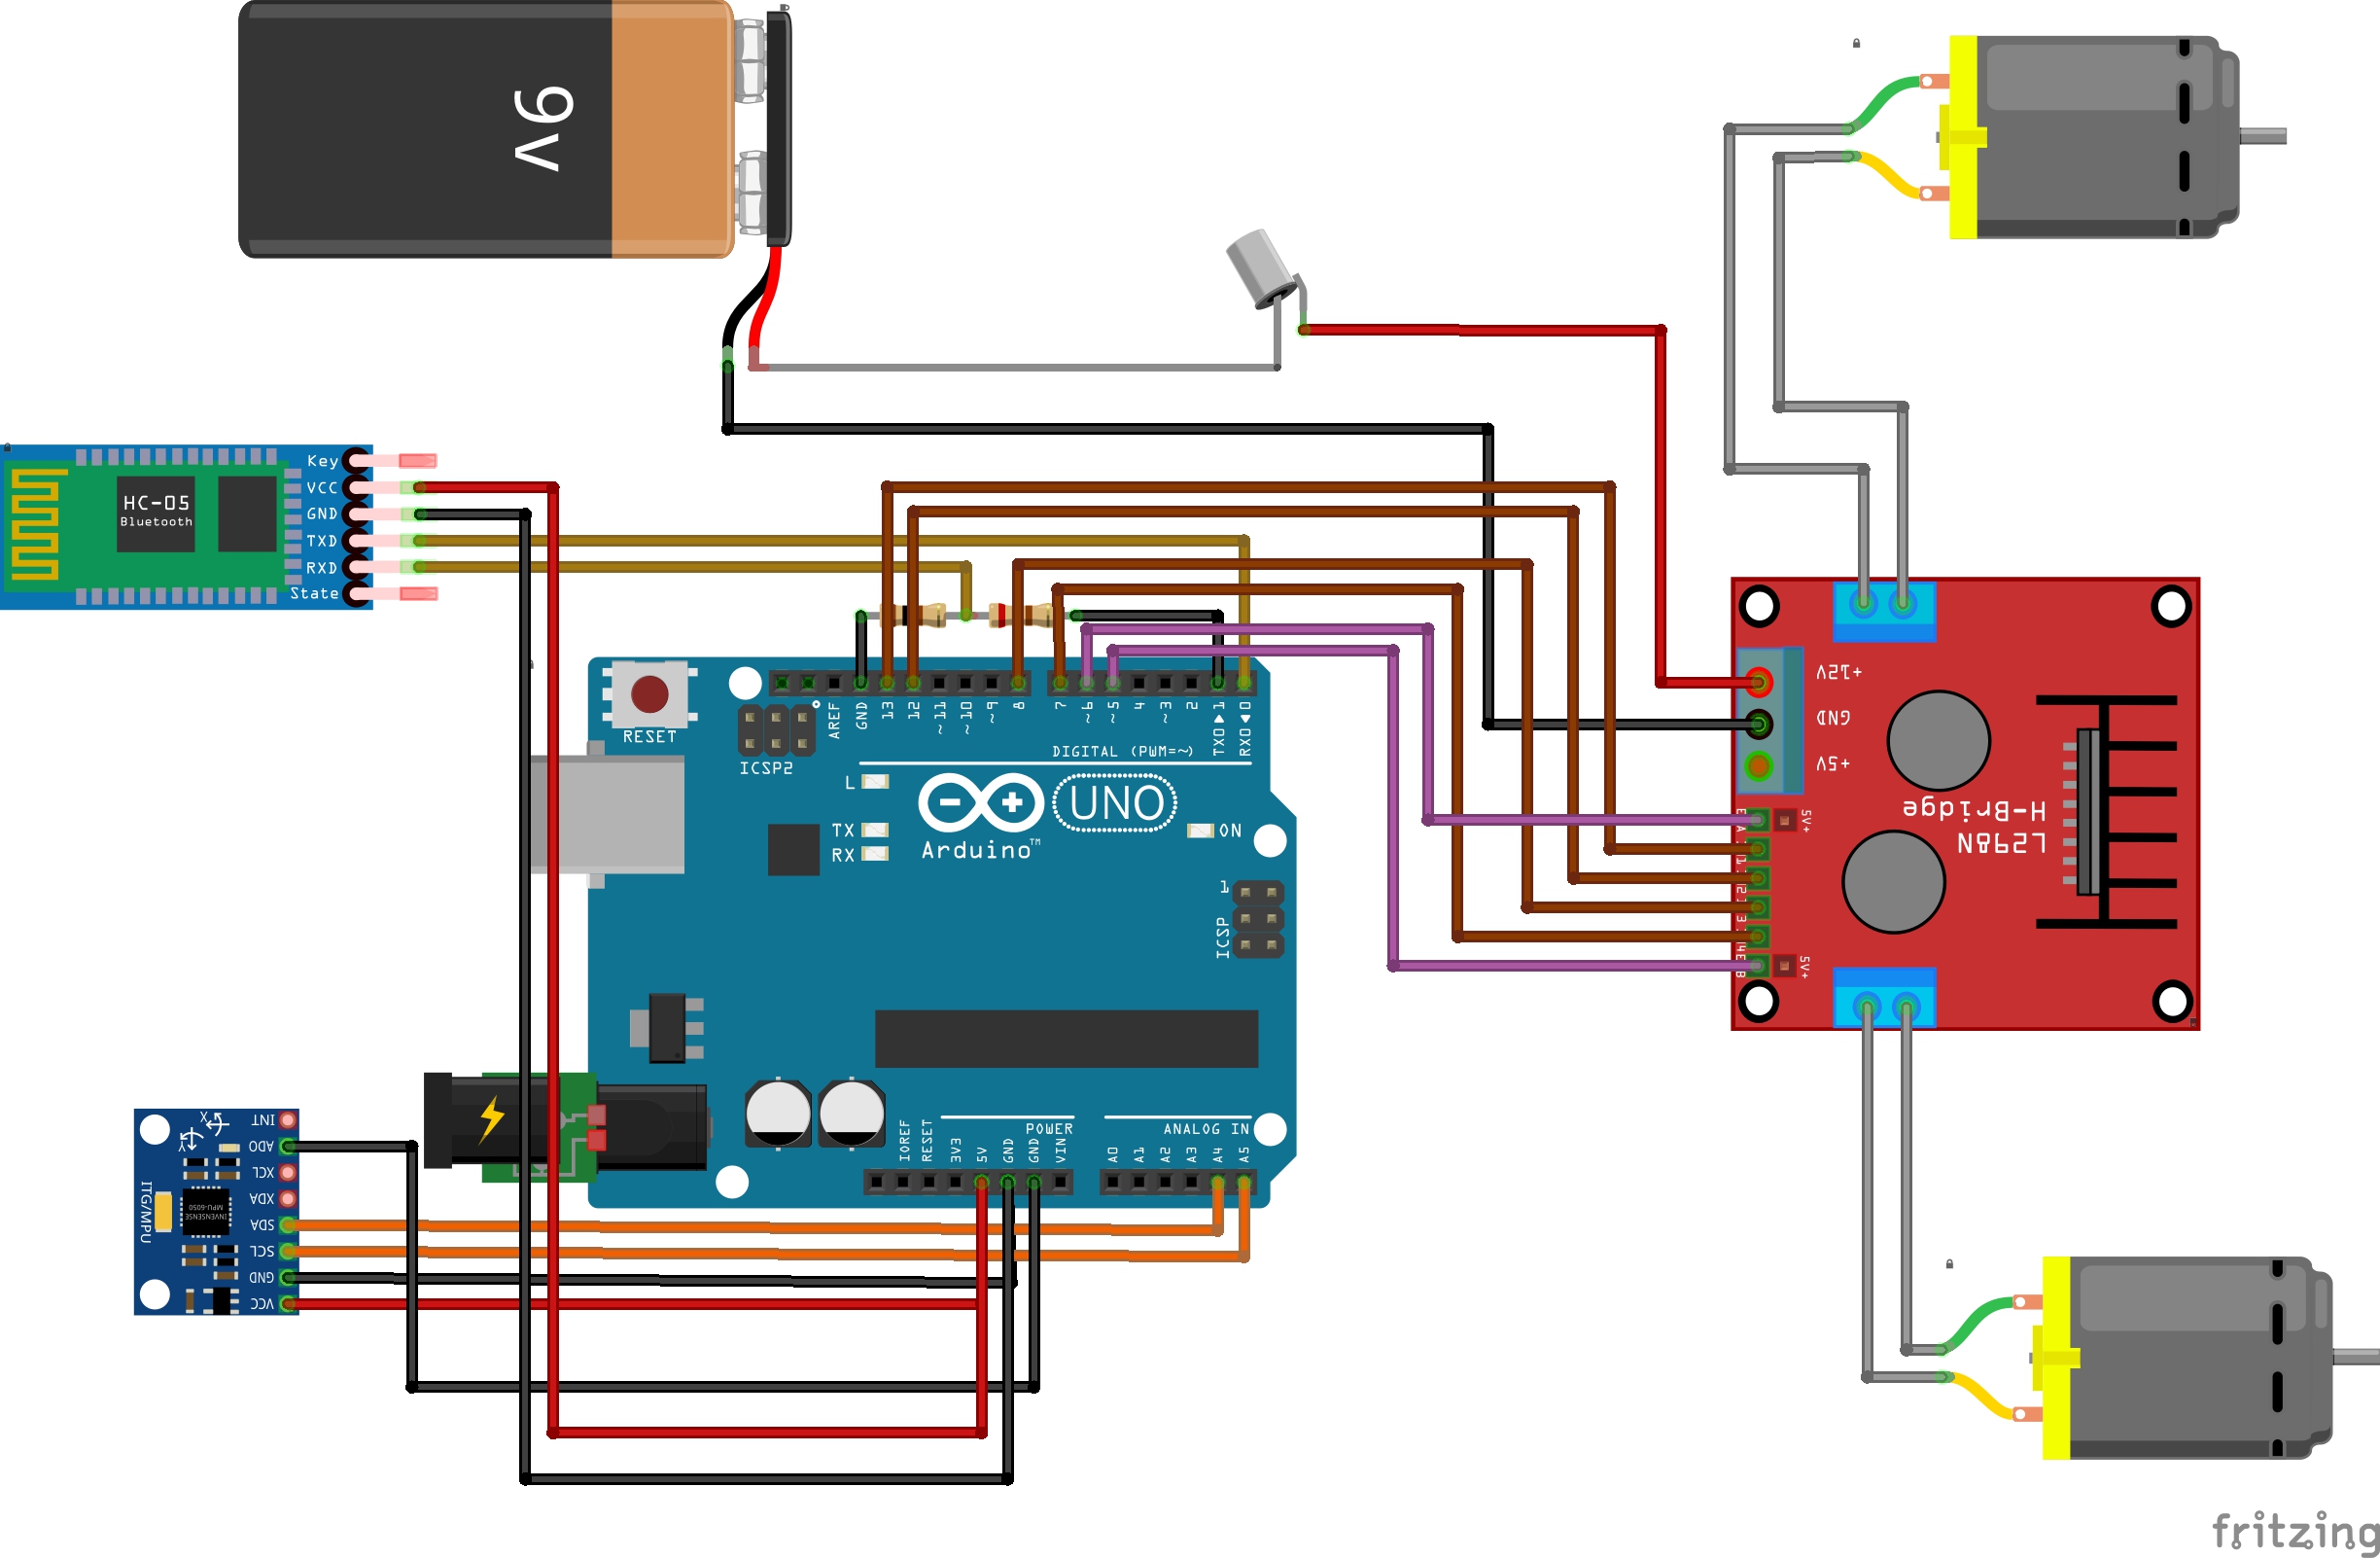 9V
Key
VCC
GND
TXD
RXD
State
HC-05
Bluetooth
RESET
ICSP2
AREF
GND
13
12
~11
~10
~9
8
7
~6
~5
4
~3
2
TX0▶1
RX0◀0
DIGITAL (PWM=~)
L
TX
RX
UNO
Arduino™
ON
1
ICSP
IOREF
RESET
3V3
5V
GND
GND
VIN
POWER
A0
A1
A2
A3
A4
A5
ANALOG IN
INT
ADO
XCL
XDA
SDA
SCL
GND
VCC
X
Y
ITG/MPU
INVENSENSE
MPU-6050
+12V
GND
+5V
5V+
L298N
H-Bridge
5V+
fritzing